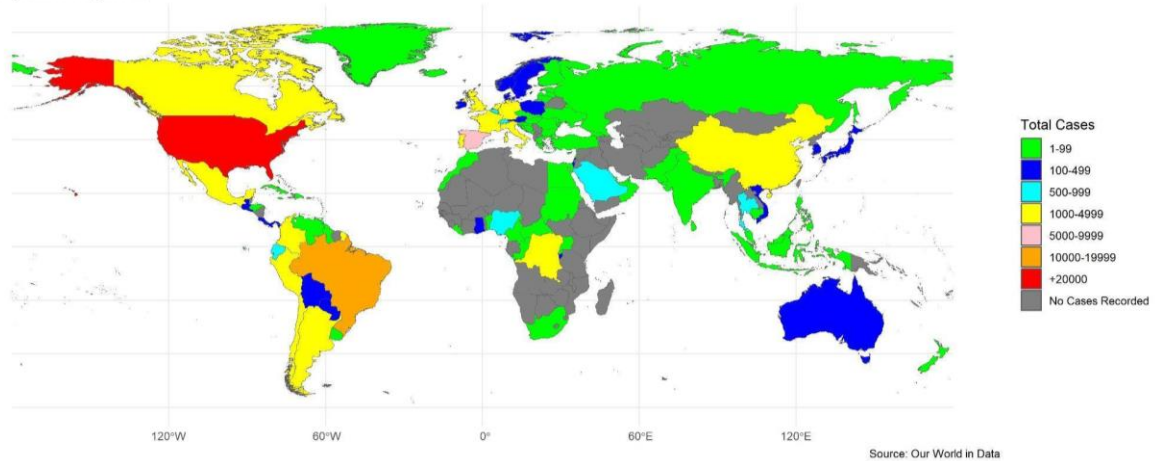 Total Cases
1-99
100-499
500-999
1000-4999
5000-9999
10000-19999
+20000
No Cases Recorded
120°W 60°W 0° 60°E 120°E
Source: Our World in Data